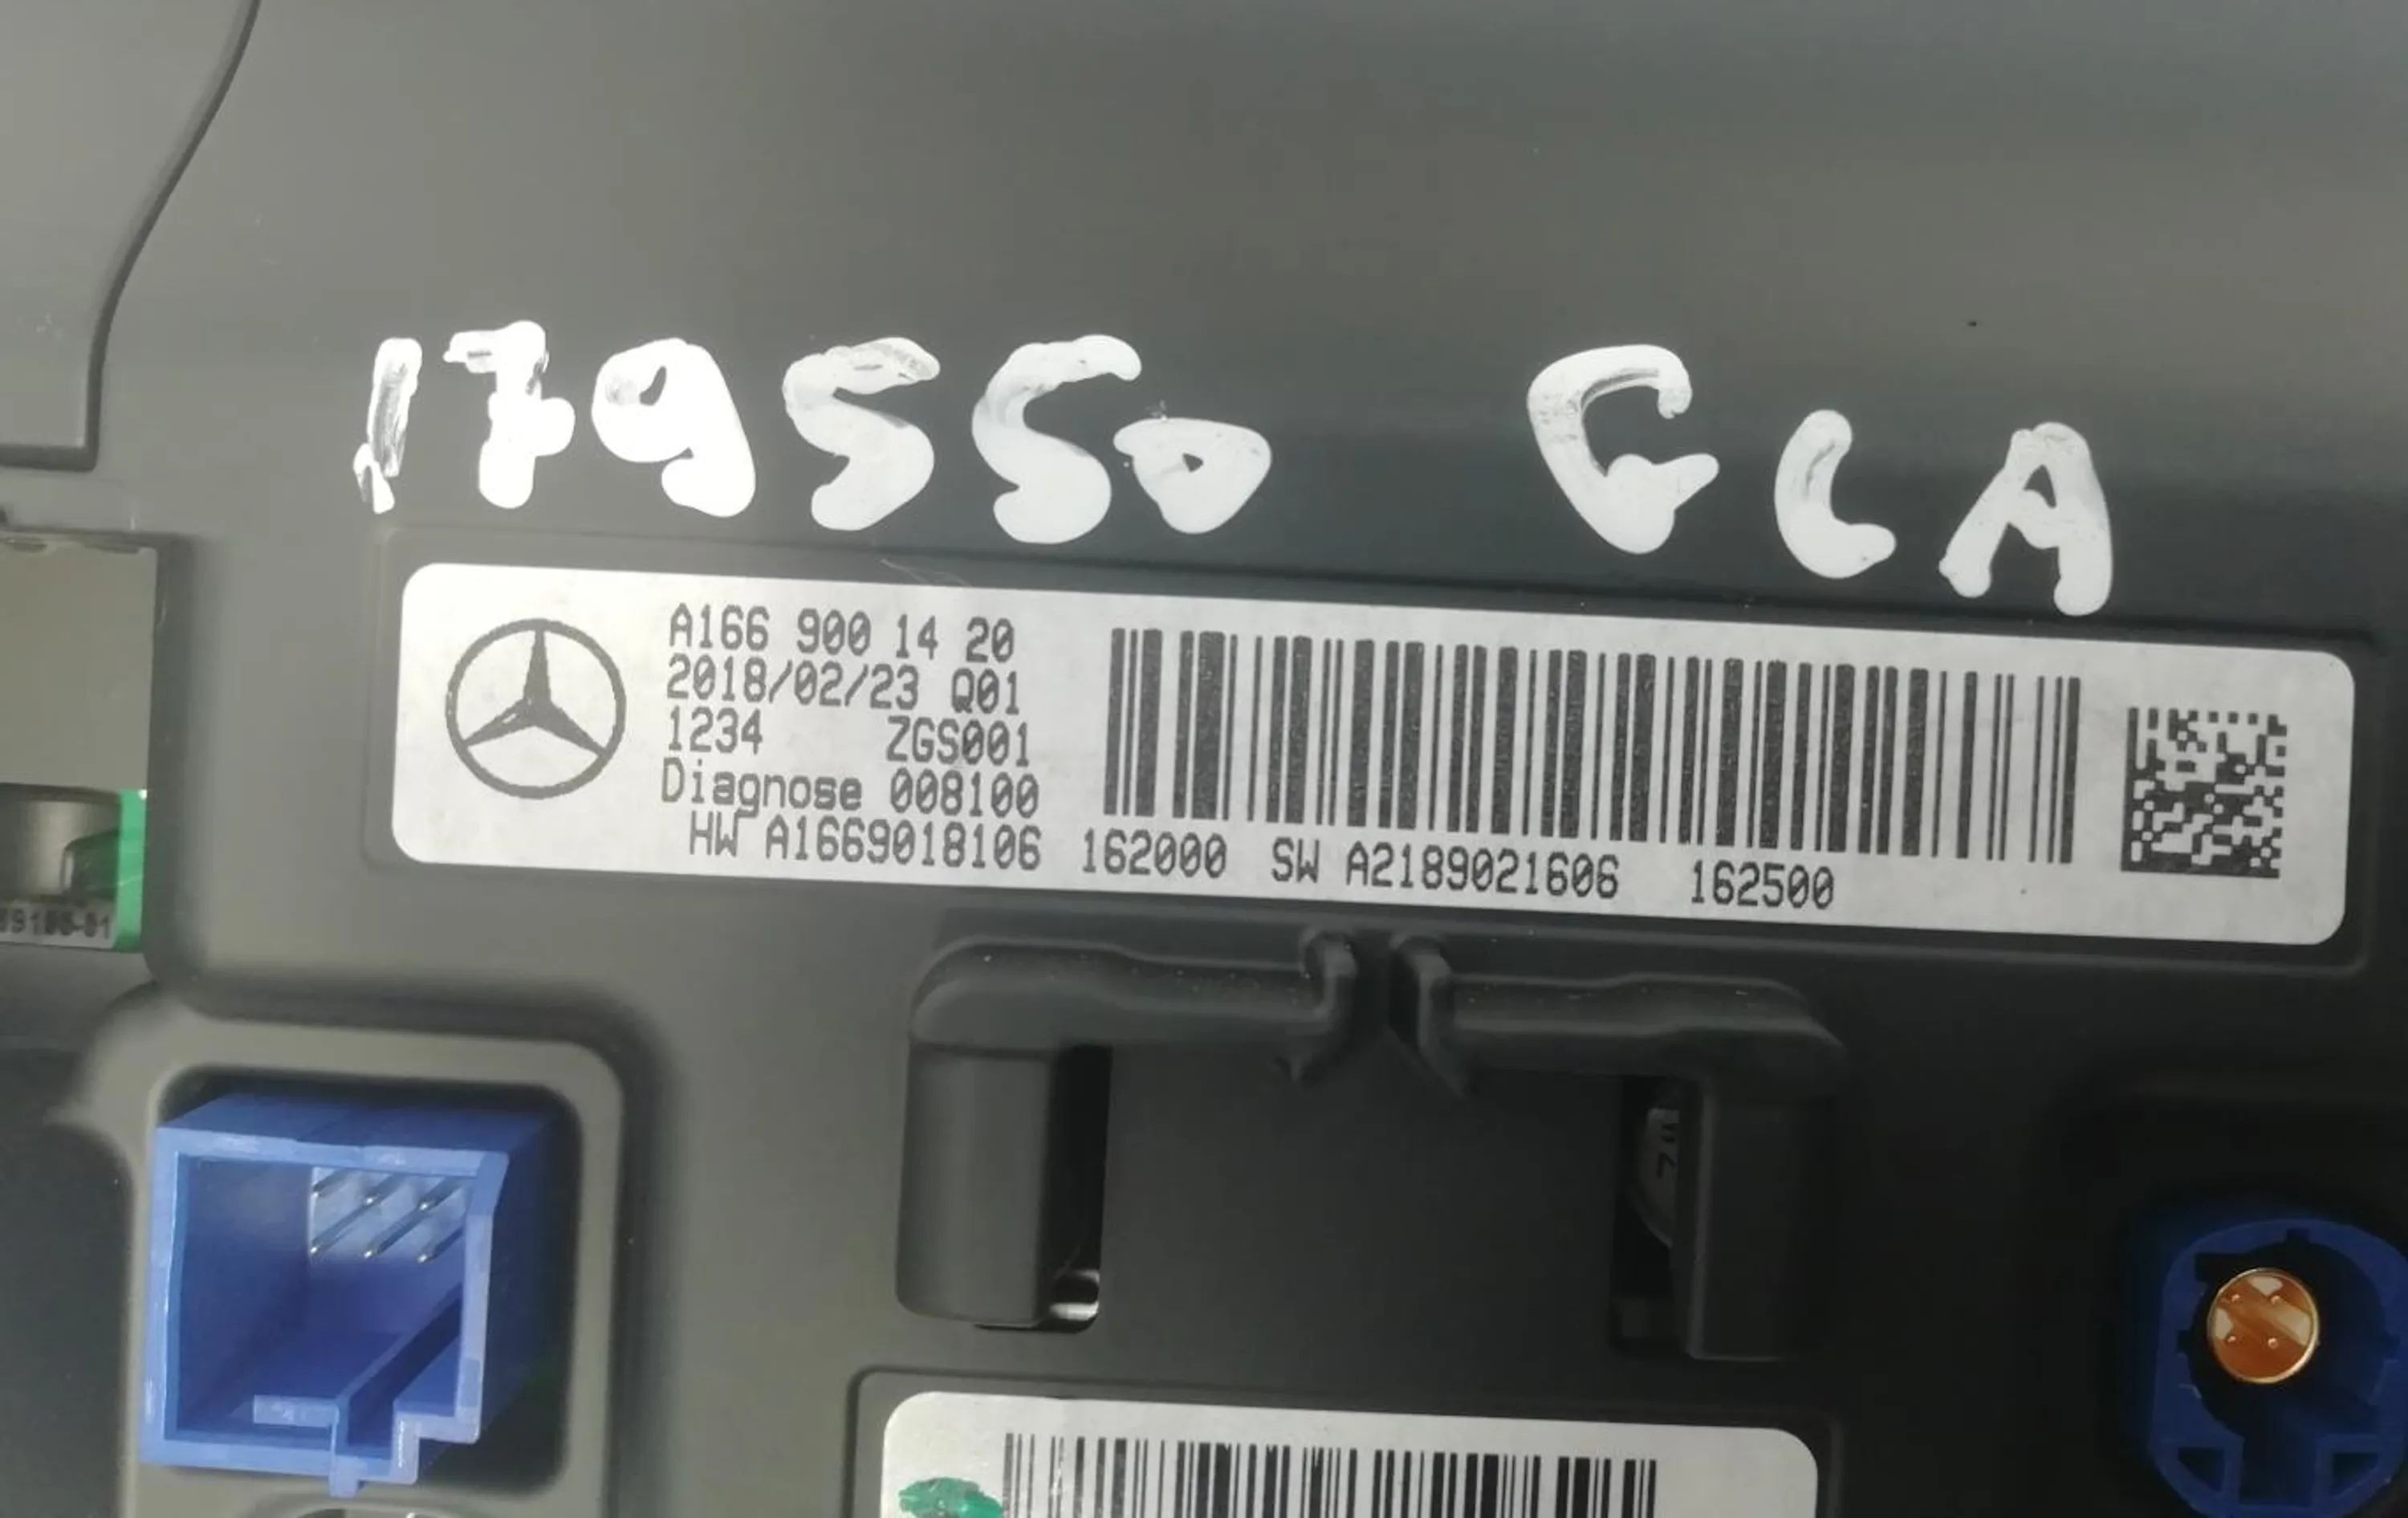 179550 GLA
A166 900 14 20
2018/02/23 Q01
1234 ZGS001
Diagnose 008100
HW A1669018106 162000 SW A2189021606 162500